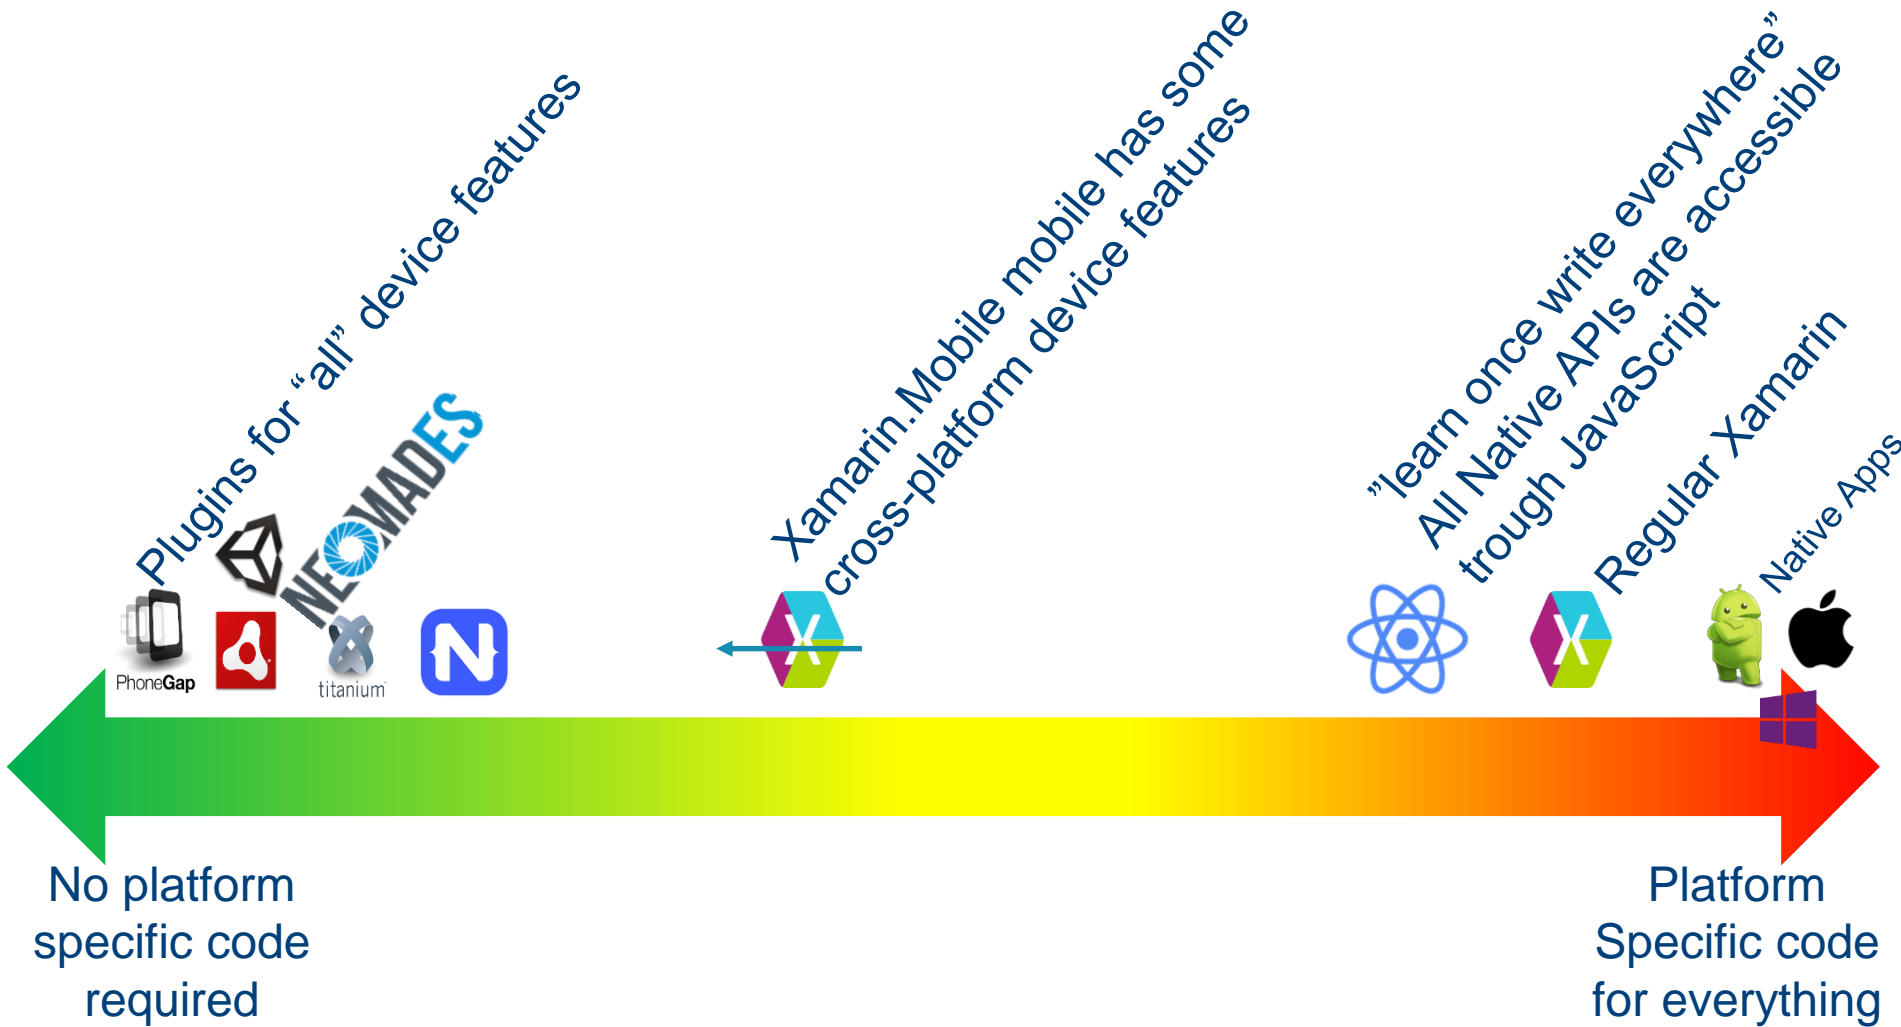 Plugins for “all” device features
NEOMADES
PhoneGap
titanium™
N
Xamarin.Mobile mobile has some
cross-platform device features
X
”learn once write everywhere”
All Native APIs are accessible
trough JavaScript
Regular Xamarin
X
Native Apps
No platform
specific code
required
Platform
Specific code
for everything